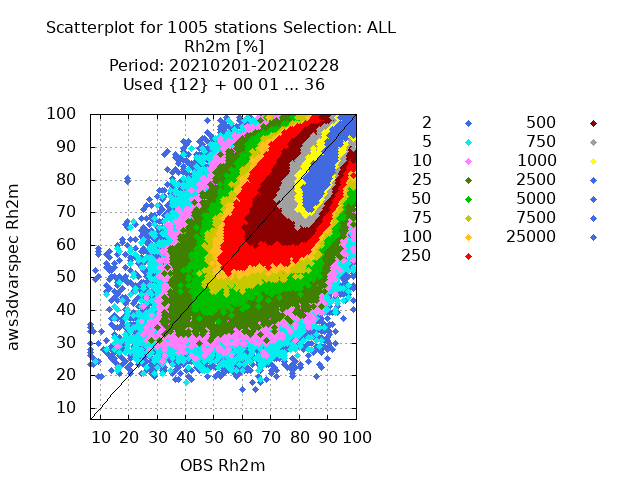 Scatterplot for 1005 stations Selection: ALL
Rh2m [%]
Period: 20210201-20210228
Used {12} + 00 01 ... 36
2 500
5 750
10 1000
25 2500
50 5000
75 7500
100 25000
250
aws3dvarspec Rh2m
100
90
80
70
60
50
40
30
20
10
10 20 30 40 50 60 70 80 90 100
OBS Rh2m